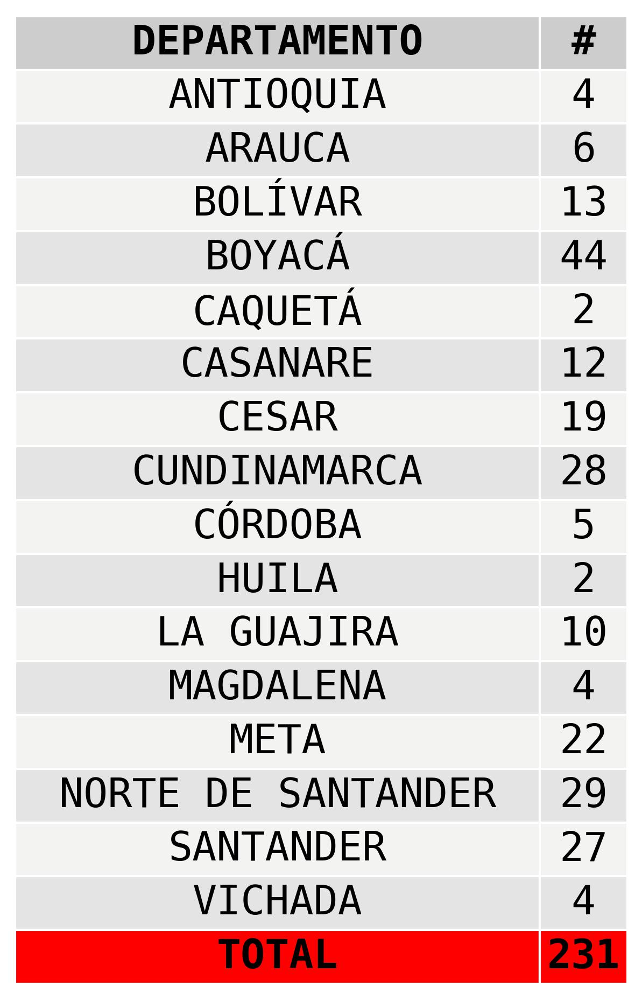 DEPARTAMENTO #
ANTIOQUIA 4
ARAUCA 6
BOLÍVAR 13
BOYACÁ 44
CAQUETÁ 2
CASANARE 12
CESAR 19
CUNDINAMARCA 28
CÓRDOBA 5
HUILA 2
LA GUAJIRA 10
MAGDALENA 4
META 22
NORTE DE SANTANDER 29
SANTANDER 27
VICHADA 4
TOTAL 231